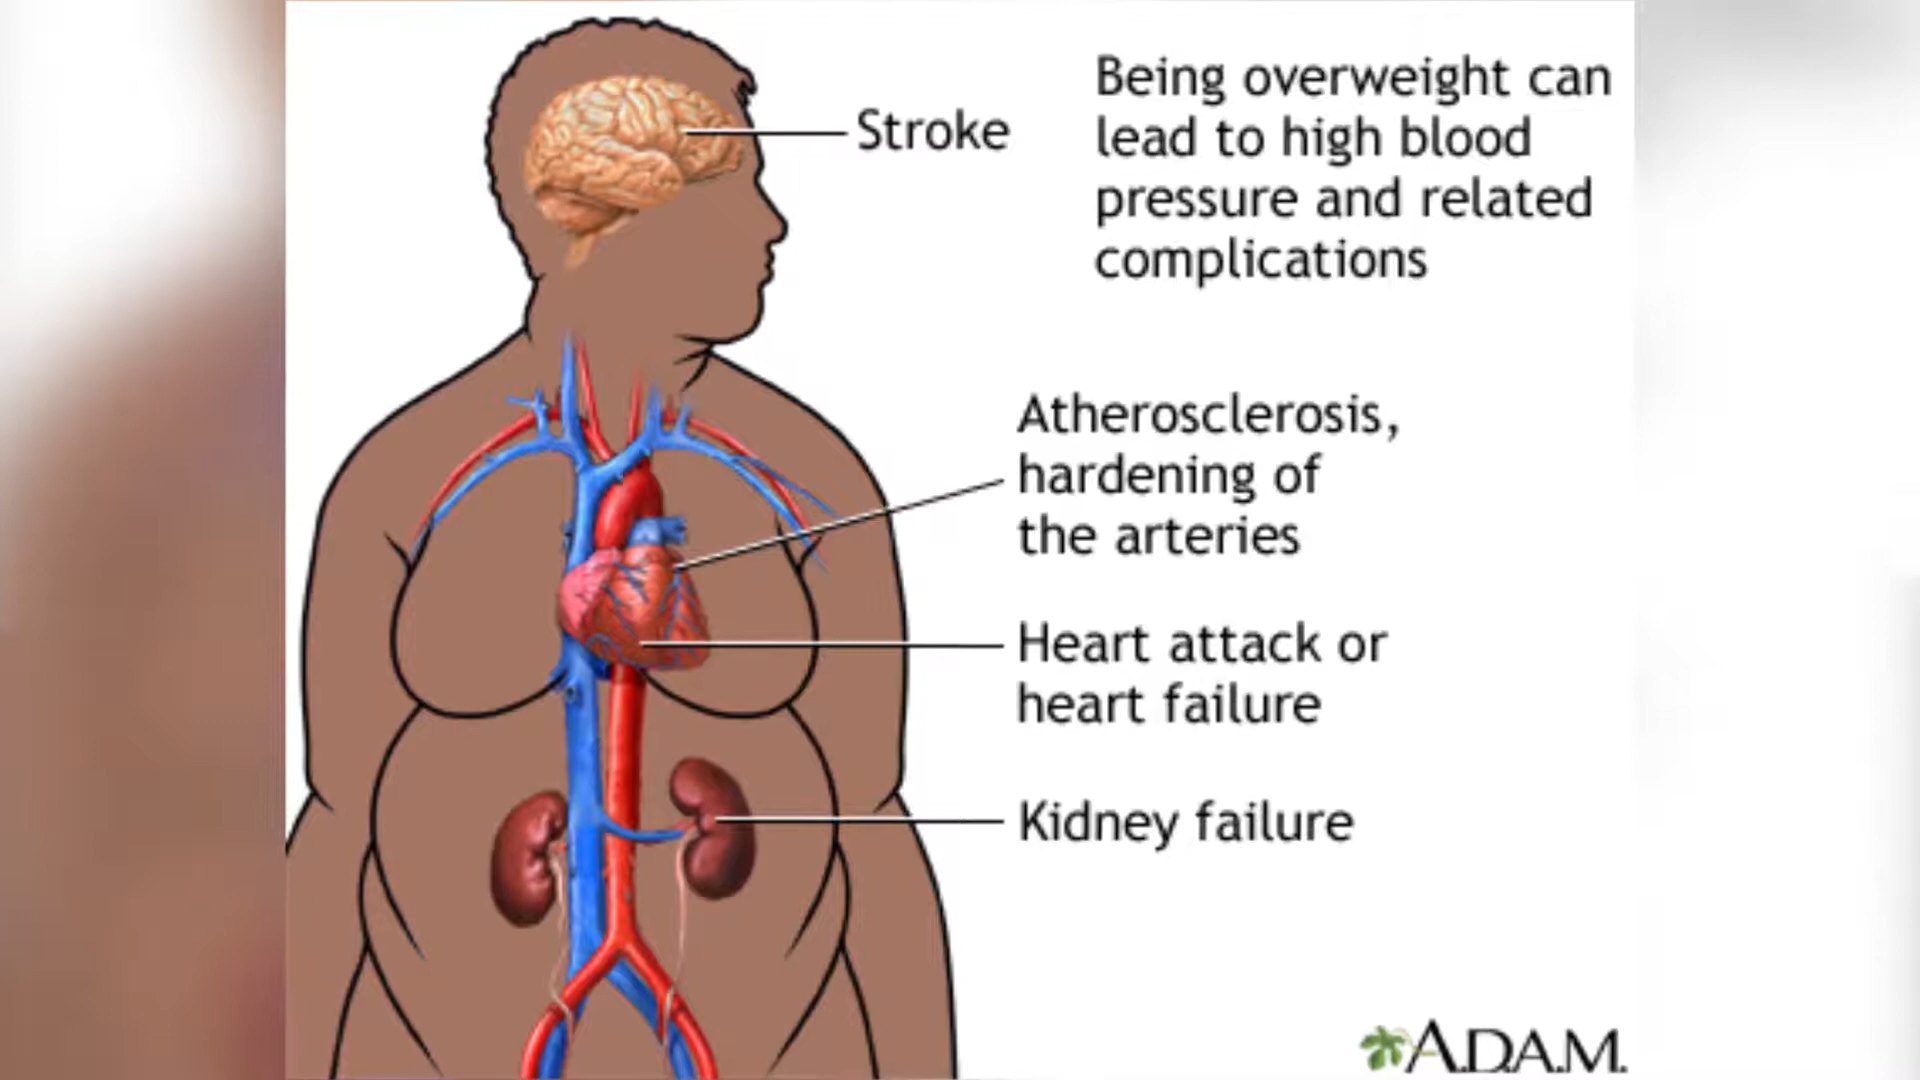 Being overweight can
lead to high blood
pressure and related
complications
Stroke
Atherosclerosis,
hardening of
the arteries
Heart attack or
heart failure
Kidney failure
A.D.A.M.